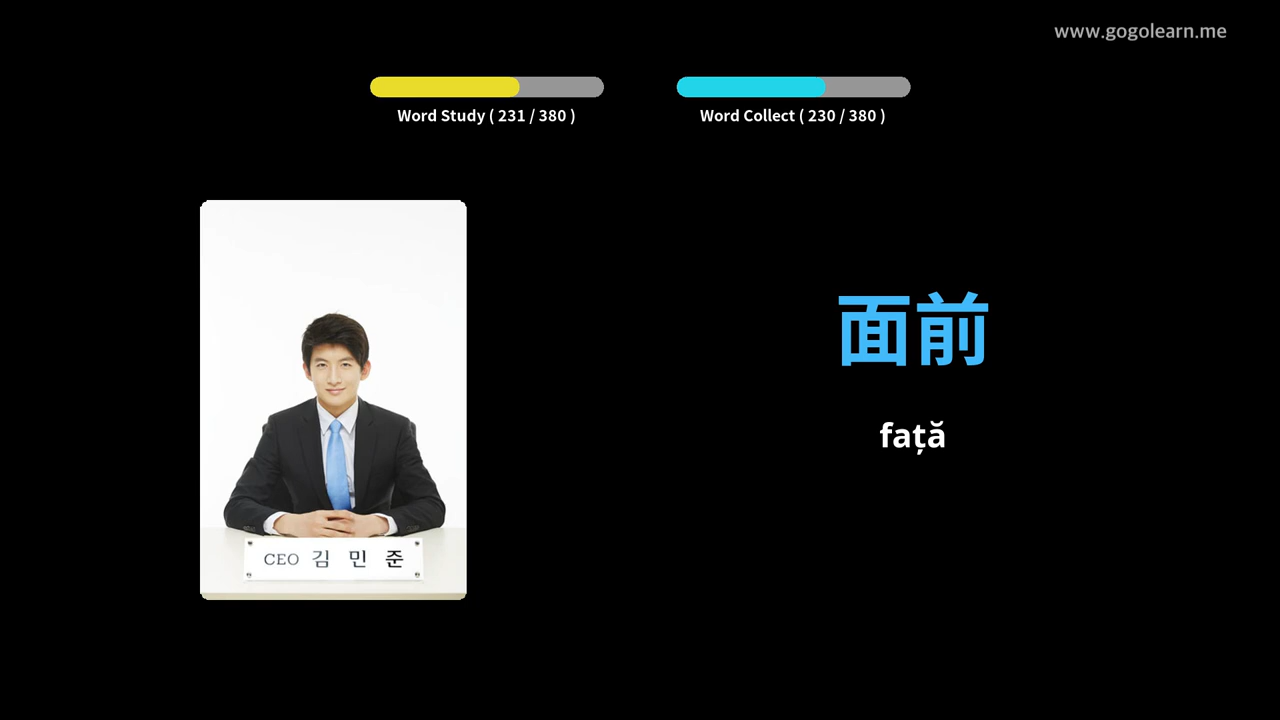 www.gogolearn.me
Word Study ( 231 / 380 )
Word Collect ( 230 / 380 )
面前
față
CEO 김 민 준